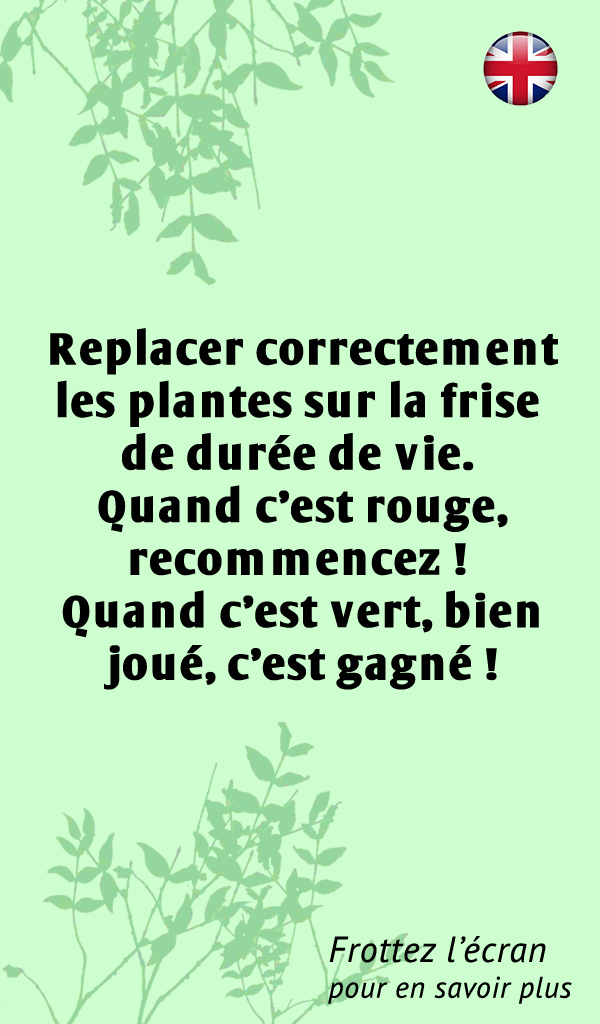 Replacer correctement
les plantes sur la frise
de durée de vie.
Quand c’est rouge,
recommencez !
Quand c’est vert, bien
joué, c’est gagné !
Frottez l’écran
pour en savoir plus